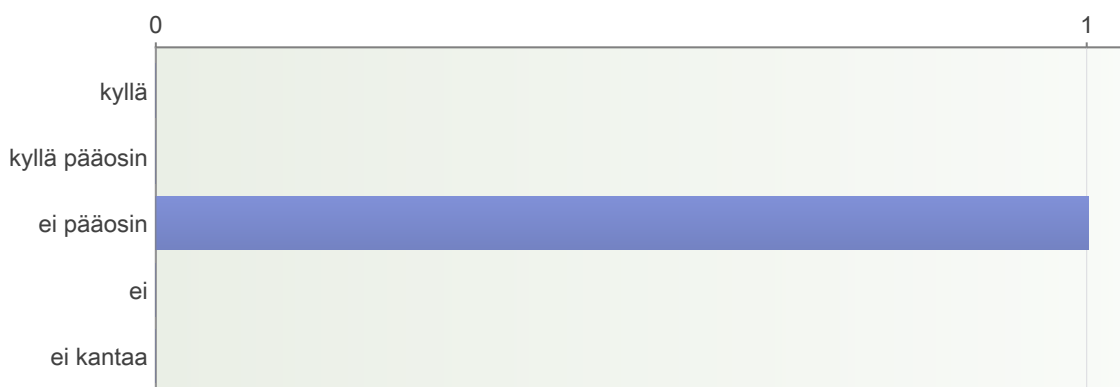 0 1
kyllä
kyllä pääosin
ei pääosin
ei
ei kantaa